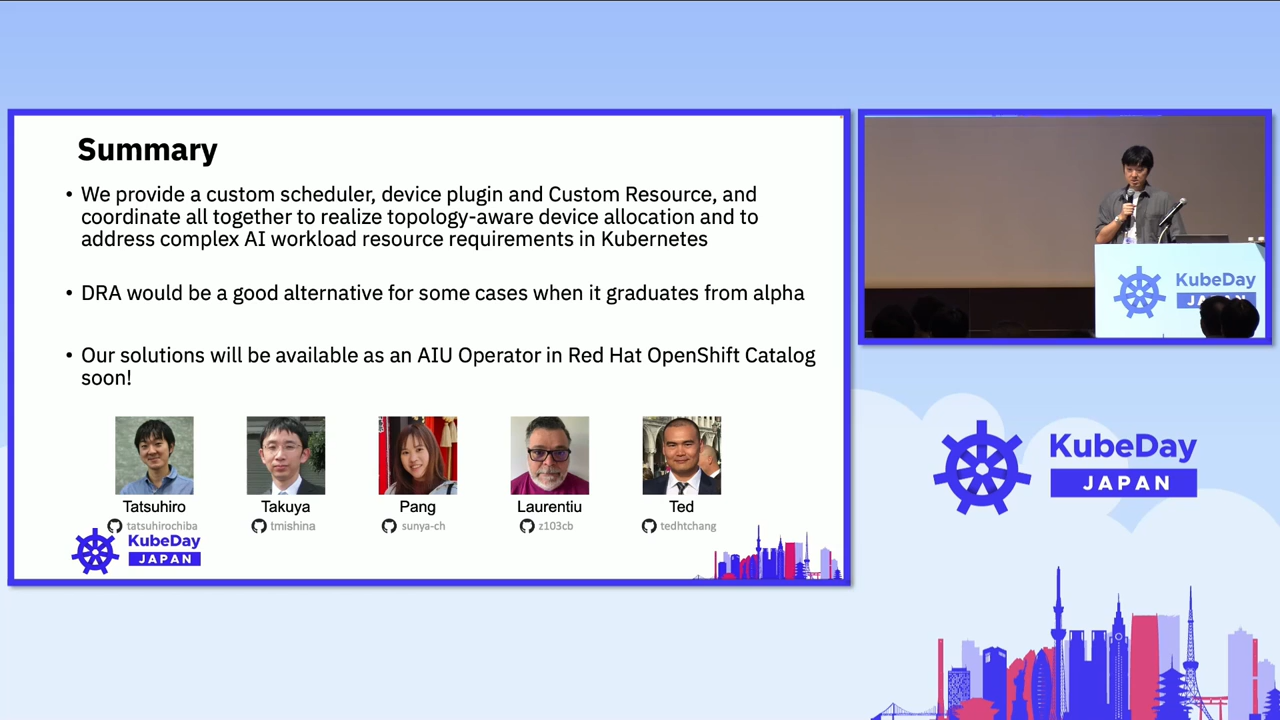 Summary
• We provide a custom scheduler, device plugin and Custom Resource, and
coordinate all together to realize topology-aware device allocation and to
address complex AI workload resource requirements in Kubernetes
• DRA would be a good alternative for some cases when it graduates from alpha
• Our solutions will be available as an AIU Operator in Red Hat OpenShift Catalog
soon!
Tatsuhiro
tatsuhirochiba
Takuya
tmishina
Pang
sunya-ch
Laurentiu
z103cb
Ted
tedhtchang
KubeDay
JAPAN
KubeDay
KubeDay
JAPAN